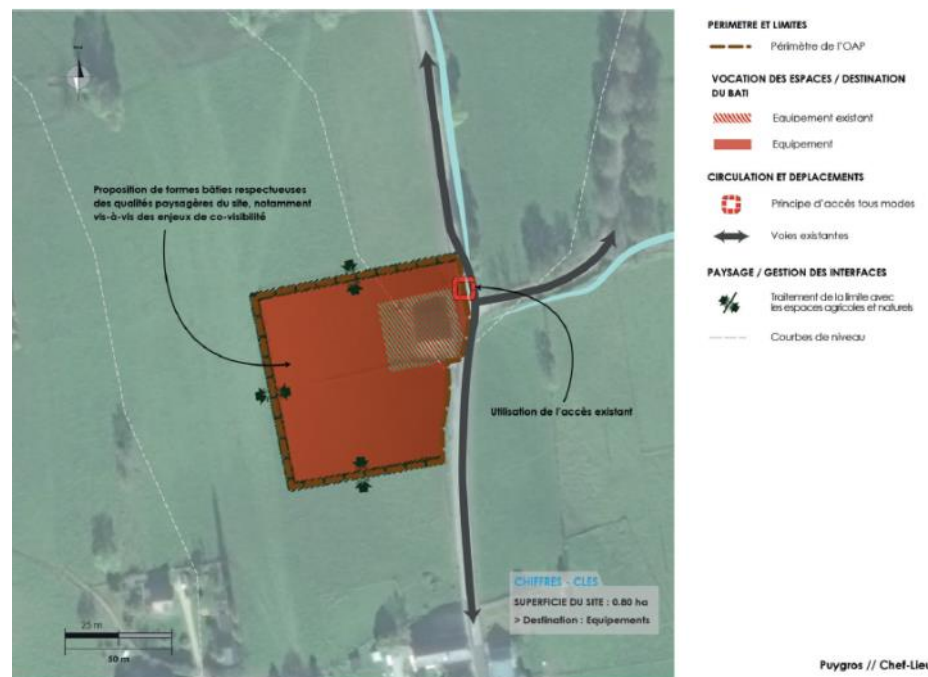 Proposition de formes bâties respectueuses
des qualités paysagères du site, notamment
vis-à-vis des enjeux de co-visibilité
Utilisation de l'accès existant
CHIFFRES - CLES
SUPERFICIE DU SITE : 0.80 ha
> Destination : Equipements
25 m
50 m
PERIMETRE ET LIMITES
Périmètre de l'OAP
VOCATION DES ESPACES / DESTINATION
DU BATI
Equipement existant
Equipement
CIRCULATION ET DEPLACEMENTS
Principe d'accès tous modes
Voies existantes
PAYSAGE / GESTION DES INTERFACES
Traitement de la limite avec
les espaces agricoles et naturels
Courbes de niveau
Puygros // Chef-Lieu